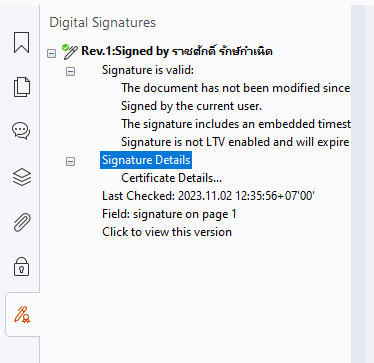 Digital Signatures
Rev.1:Signed by ราชศักดิ์ รักษ์กำเนิด
Signature is valid:
The document has not been modified since
Signed by the current user.
The signature includes an embedded timest
Signature is not LTV enabled and will expire
Signature Details
Certificate Details...
Last Checked: 2023.11.02 12:35:56+07'00'
Field: signature on page 1
Click to view this version